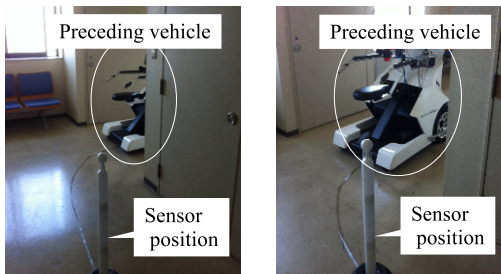 Preceding vehicle
Sensor
position
Preceding vehicle
Sensor
position